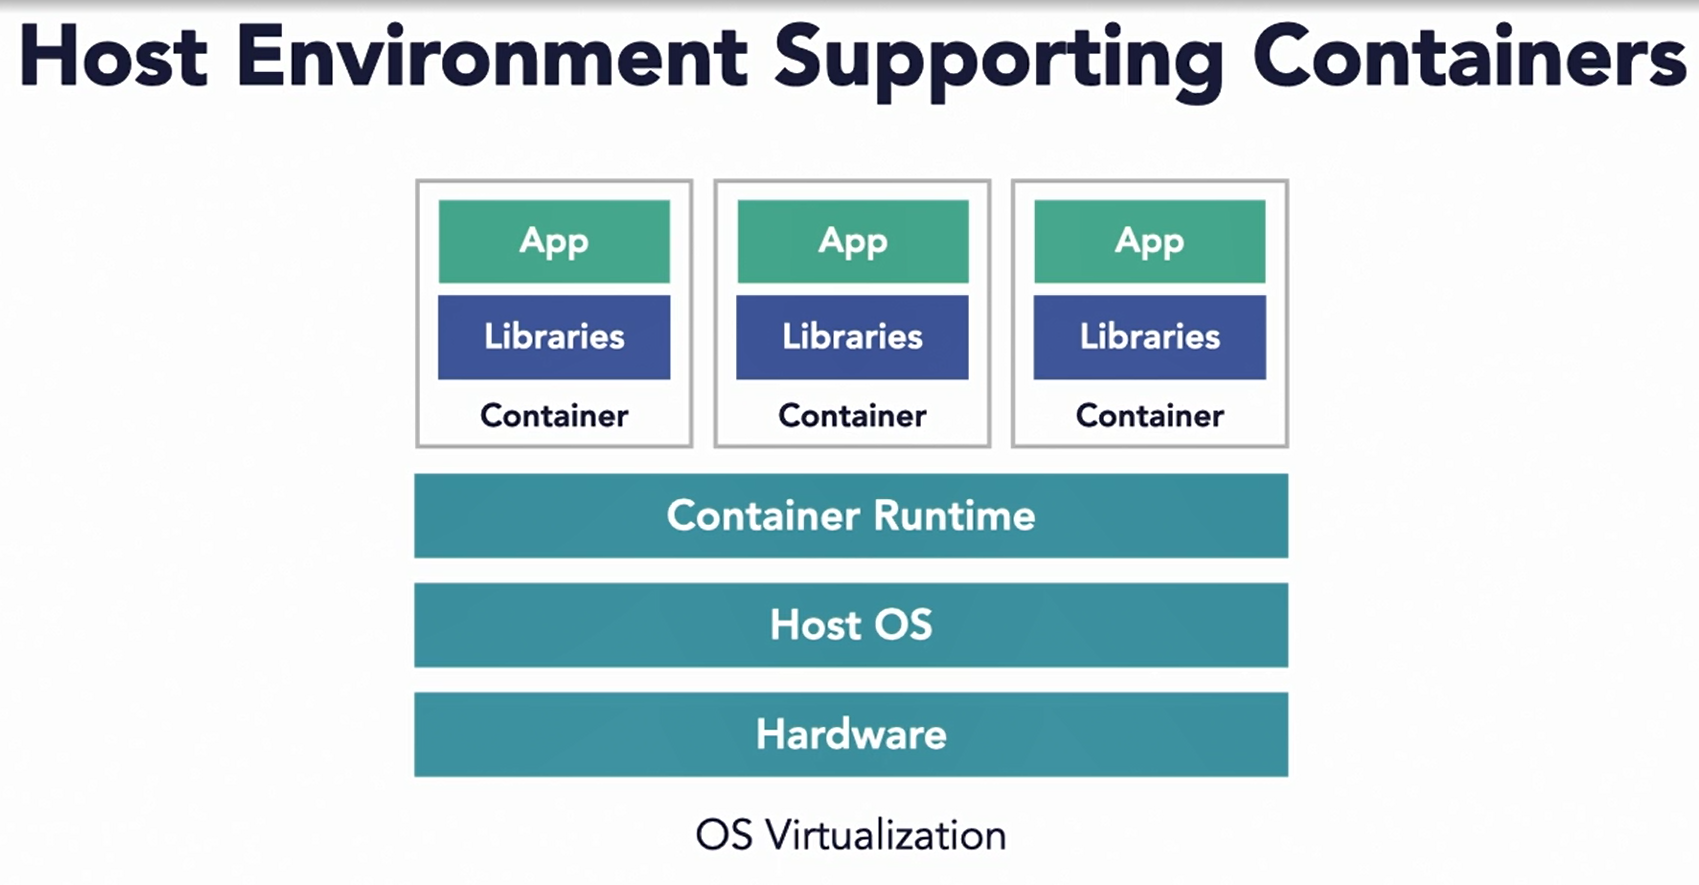 Host Environment Supporting Containers
App App App
Libraries Libraries Libraries
Container Container Container
Container Runtime
Host OS
Hardware
OS Virtualization